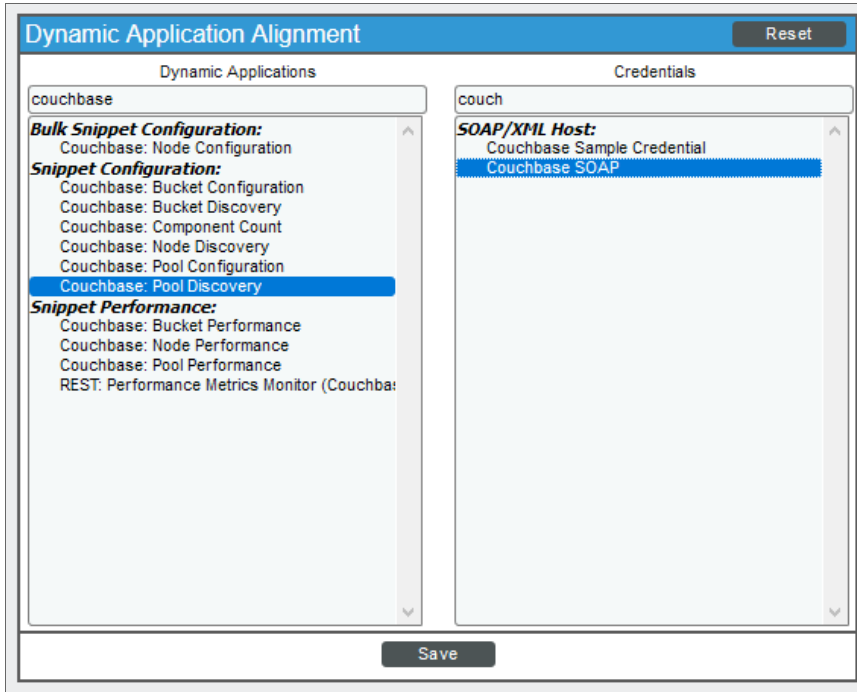 Dynamic Application Alignment
Reset
Dynamic Applications
couchbase
Bulk Snippet Configuration:
Couchbase: Node Configuration
Snippet Configuration:
Couchbase: Bucket Configuration
Couchbase: Bucket Discovery
Couchbase: Component Count
Couchbase: Node Discovery
Couchbase: Pool Configuration
Couchbase: Pool Discovery
Snippet Performance:
Couchbase: Bucket Performance
Couchbase: Node Performance
Couchbase: Pool Performance
REST: Performance Metrics Monitor (Couchba
Credentials
couch
SOAP/XML Host:
Couchbase Sample Credential
Couchbase SOAP
Save